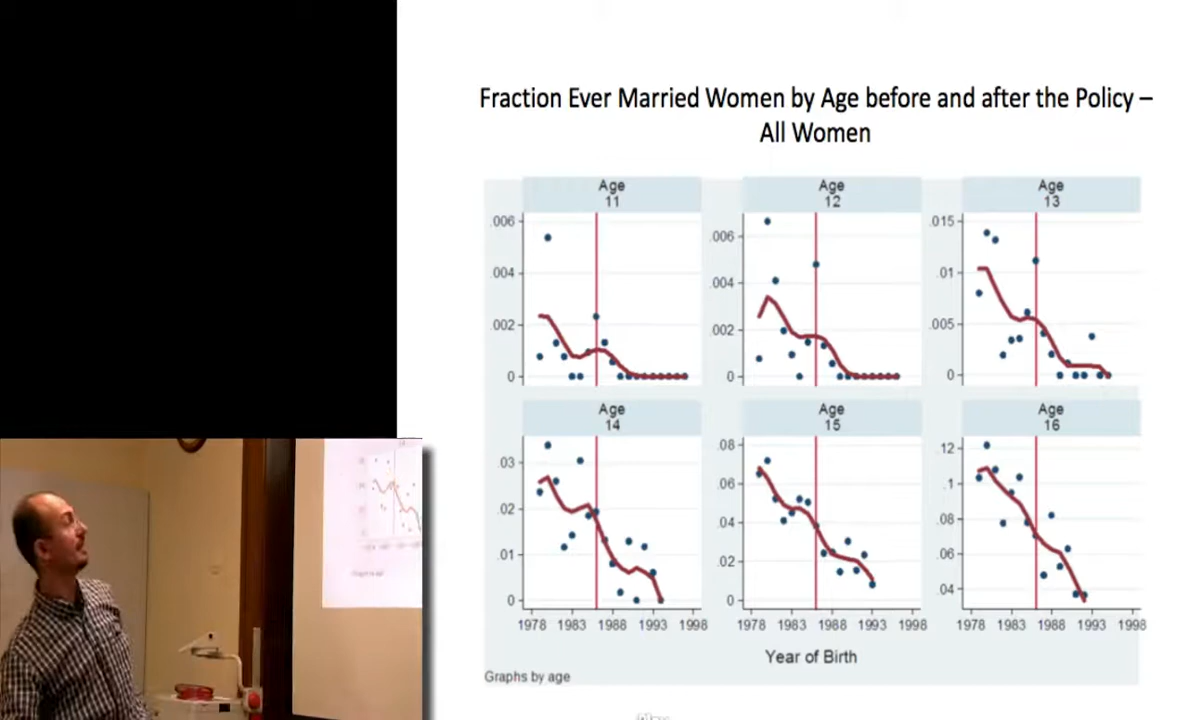 Fraction Ever Married Women by Age before and after the Policy –
All Women
Age
11
Age
12
Age
13
.006
.004
.002
0
.006
.004
.002
0
.015
.01
.005
0
Age
14
Age
15
Age
16
.03
.02
.01
0
.08
.06
.04
.02
0
.12
.1
.08
.06
.04
1978 1983 1988 1993 1998
1978 1983 1988 1993 1998
1978 1983 1988 1993 1998
Year of Birth
Graphs by age